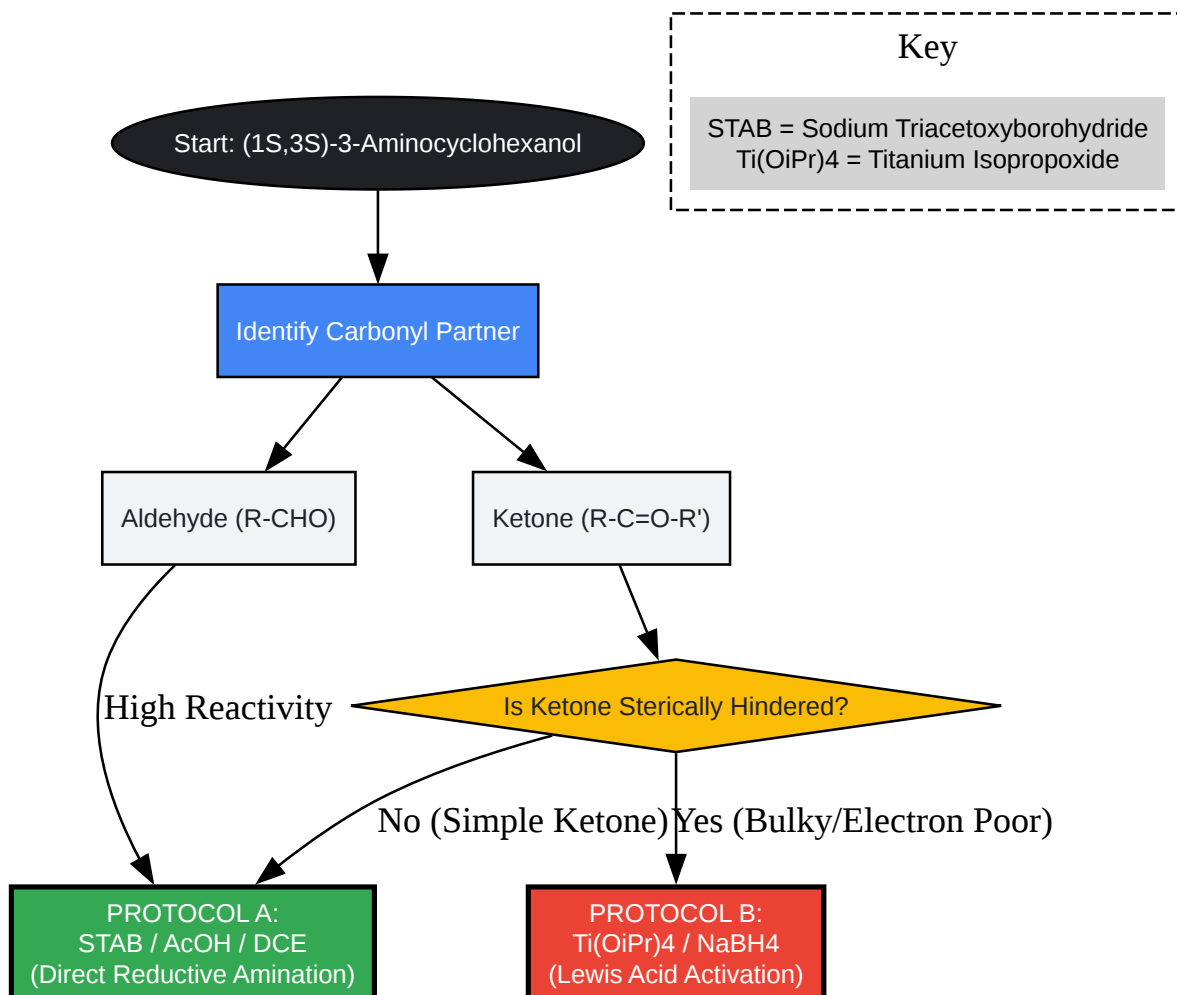 Key
STAB = Sodium Triacetoxyborohydride
Ti(OiPr)4 = Titanium Isopropoxide
Start: (1S,3S)-3-Aminocyclohexanol
Identify Carbonyl Partner
Aldehyde (R-CHO)
Ketone (R-C=O-R')
High Reactivity
Is Ketone Sterically Hindered?
No (Simple Ketone)
Yes (Bulky/Electron Poor)
PROTOCOL A:
STAB / AcOH / DCE
(Direct Reductive Amination)
PROTOCOL B:
Ti(OiPr)4 / NaBH4
(Lewis Acid Activation)